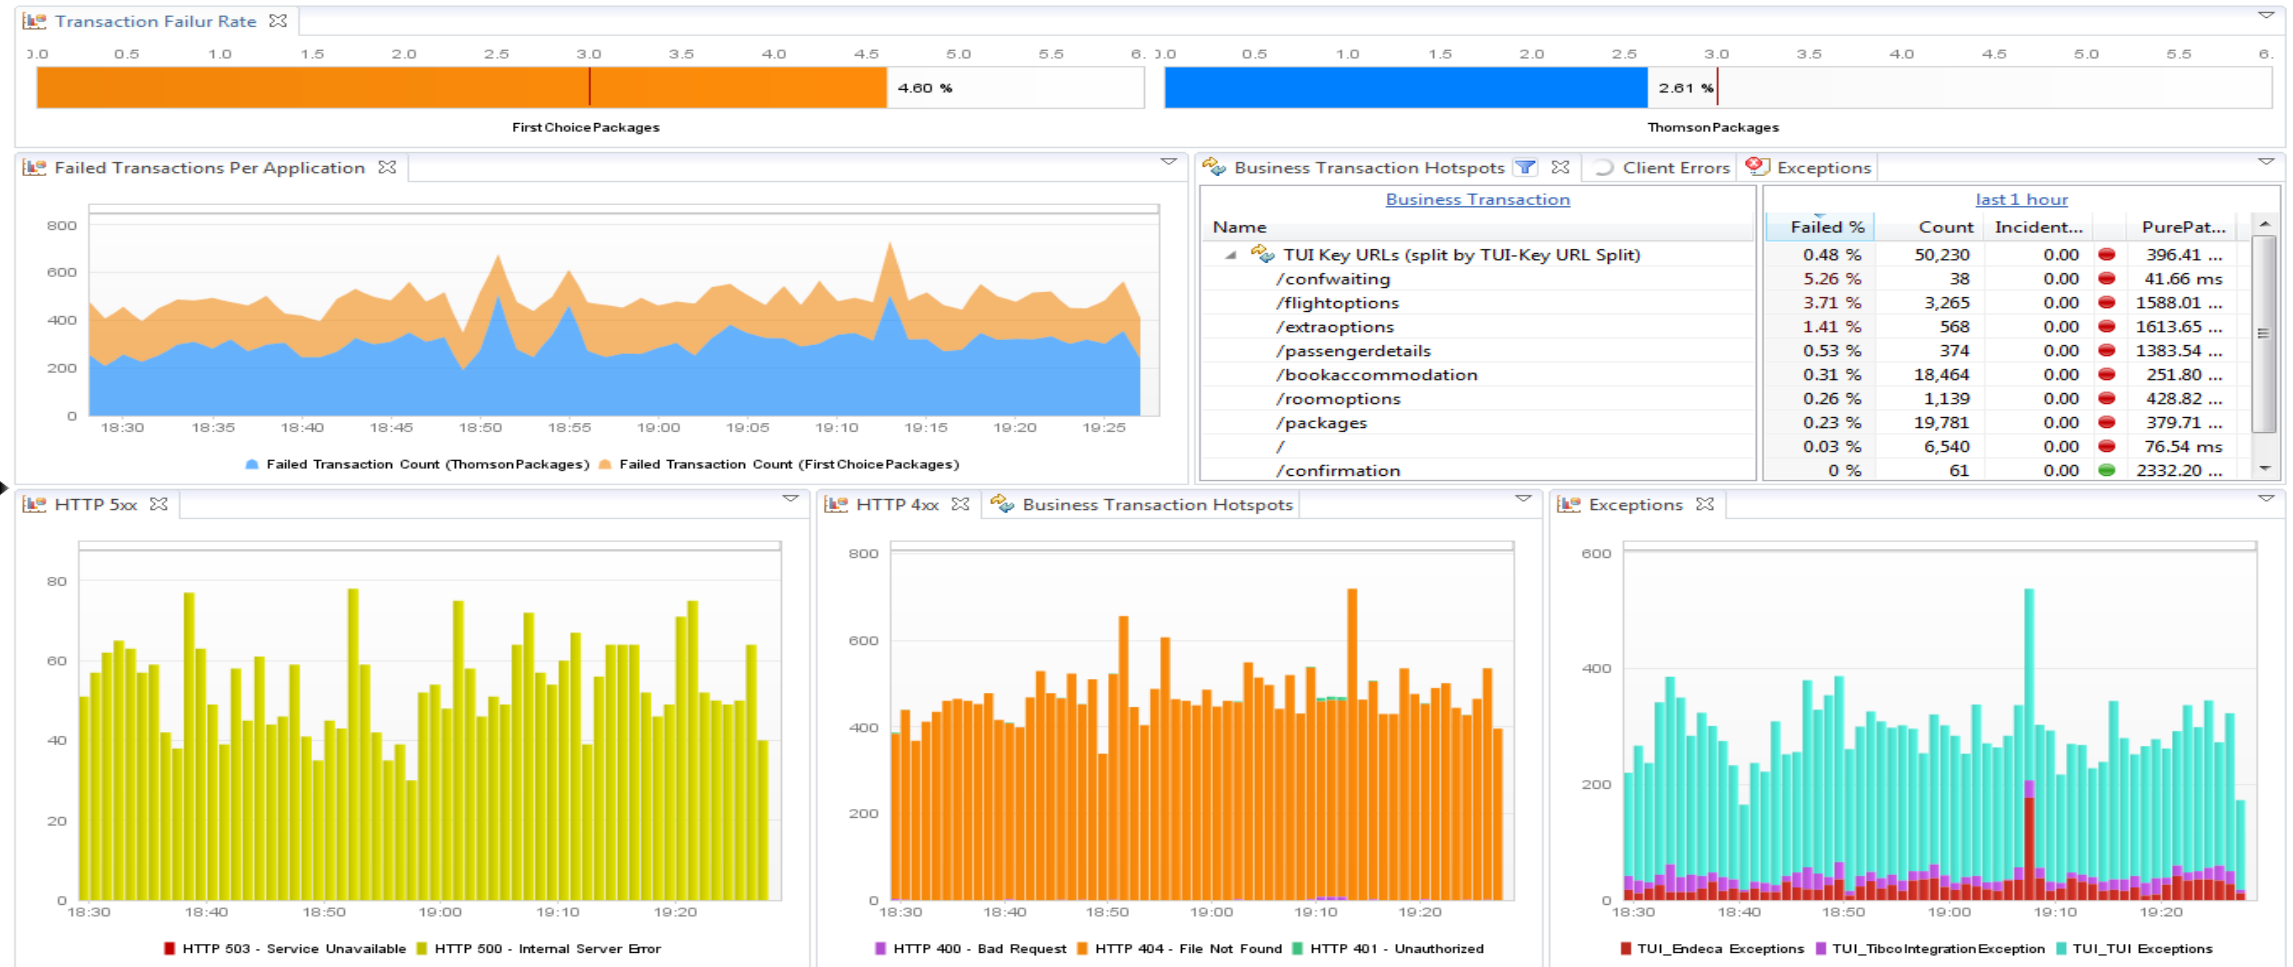 Transaction Failur Rate
0.0 0.5 1.0 1.5 2.0 2.5 3.0 3.5 4.0 4.5 5.0 5.5 6.
0.0 0.5 1.0 1.5 2.0 2.5 3.0 3.5 4.0 4.5 5.0 5.5 6.
4.60 %
2.61 %
FirstChoicePackages
ThomsonPackages
Failed Transactions Per Application
800
600
400
200
0
18:30 18:35 18:40 18:45 18:50 18:55 19:00 19:05 19:10 19:15 19:20 19:25
Failed Transaction Count (ThomsonPackages) Failed Transaction Count (FirstChoicePackages)
Business Transaction Hotspots Client Errors Exceptions
Business Transaction last 1 hour
Name Failed % Count Incident... PurePat...
TUI Key URLs (split by TUI-Key URL Split) 0.48 % 50,230 0.00 396.41 ...
/confwaiting 5.26 % 38 0.00 41.66 ms
/flightoptions 3.71 % 3,265 0.00 1588.01 ...
/extraoptions 1.41 % 568 0.00 1613.65 ...
/passengerdetails 0.53 % 374 0.00 1383.54 ...
/bookaccommodation 0.31 % 18,464 0.00 251.80 ...
/roomoptions 0.26 % 1,139 0.00 428.82 ...
/packages 0.23 % 19,781 0.00 379.71 ...
/ 0.03 % 6,540 0.00 76.54 ms
/confirmation 0 % 61 0.00 2332.20 ...
HTTP 5xx
80
60
40
20
0
18:30 18:40 18:50 19:00 19:10 19:20
HTTP 503 - Service Unavailable HTTP 500 - Internal Server Error
HTTP 4xx Business Transaction Hotspots
800
600
400
200
0
18:30 18:40 18:50 19:00 19:10 19:20
HTTP 400 - Bad Request HTTP 404 - File Not Found HTTP 401 - Unauthorized
Exceptions
600
400
200
0
18:30 18:40 18:50 19:00 19:10 19:20
TUI_Endeca Exceptions TUI_TibcoIntegrationException TUI_TUI Exceptions